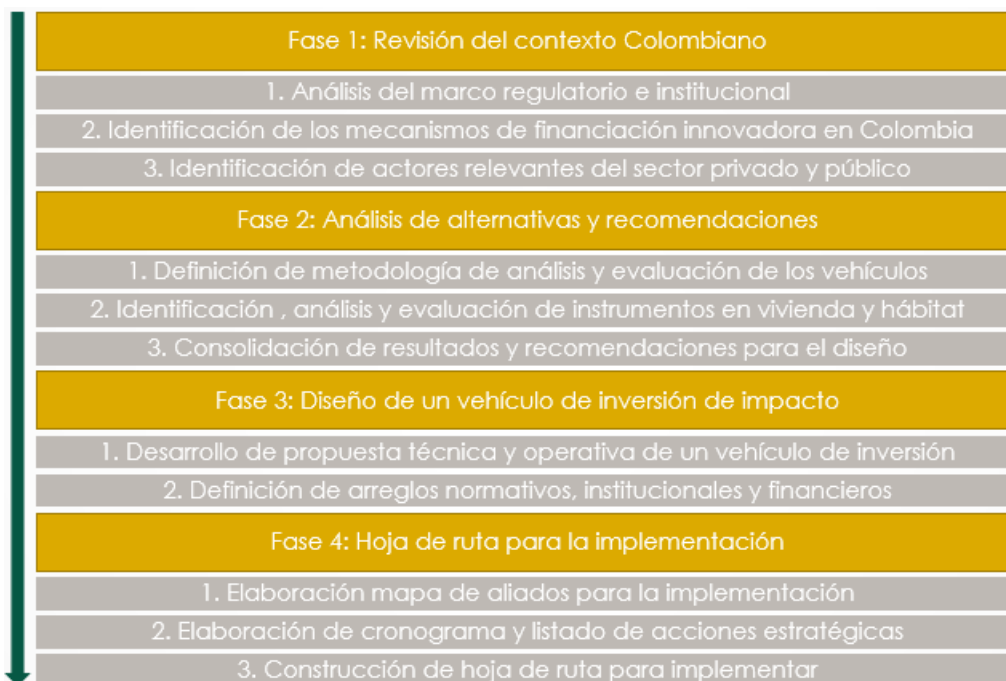 Fase 1: Revisión del contexto Colombiano
1. Análisis del marco regulatorio e institucional
2. Identificación de los mecanismos de financiación innovadora en Colombia
3. Identificación de actores relevantes del sector privado y público
Fase 2: Análisis de alternativas y recomendaciones
1. Definición de metodología de análisis y evaluación de los vehículos
2. Identificación , análisis y evaluación de instrumentos en vivienda y hábitat
3. Consolidación de resultados y recomendaciones para el diseño
Fase 3: Diseño de un vehículo de inversión de impacto
1. Desarrollo de propuesta técnica y operativa de un vehículo de inversión
2. Definición de arreglos normativos, institucionales y financieros
Fase 4: Hoja de ruta para la implementación
1. Elaboración mapa de aliados para la implementación
2. Elaboración de cronograma y listado de acciones estratégicas
3. Construcción de hoja de ruta para implementar